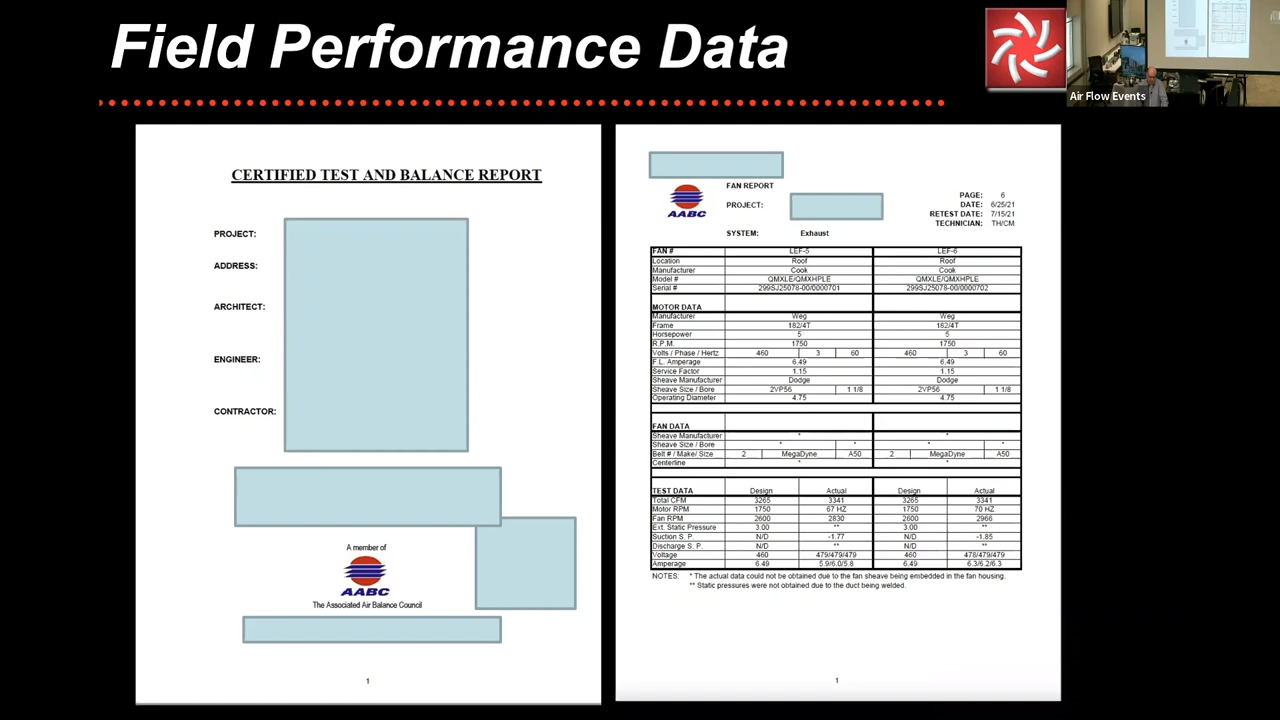 Field Performance Data
Air Flow Events
CERTIFIED TEST AND BALANCE REPORT
PROJECT:
ADDRESS:
ARCHITECT:
ENGINEER:
CONTRACTOR:
A member of
AABC
The Associated Air Balance Council
1
AABC
FAN REPORT
PROJECT:
SYSTEM: Exhaust
PAGE: 6
DATE: 6/25/21
RETEST DATE: 7/15/21
TECHNICIAN: TH/CM
FAN # LEF-5 LEF-6
Location Roof Roof
Manufacturer Cook Cook
Model # QMXLE/QMXHPLE QMXLE/QMXHPLE
Serial # 299SJ25078-00/0000701 299SJ25078-00/0000702
MOTOR DATA
Manufacturer Weg Weg
Frame 182/4T 182/4T
Horsepower 5 5
R.P.M. 1750 1750
Volts / Phase / Hertz 460 3 60 460 3 60
F.L. Amperage 6.49 6.49
Service Factor 1.15 1.15
Sheave Manufacturer Dodge Dodge
Sheave Size / Bore 2VP56 1 1/8 2VP56 1 1/8
Operating Diameter 4.75 4.75
FAN DATA
Sheave Manufacturer * *
Sheave Size / Bore * * * *
Belt # / Make/ Size 2 MegaDyne A50 2 MegaDyne A50
Centerline * *
TEST DATA Design Actual Design Actual
Total CFM 3265 3341 3265 3341
Motor RPM 1750 67 HZ 1750 70 HZ
Fan RPM 2600 2830 2600 2966
Ext. Static Pressure 3.00 ** 3.00 **
Suction S. P. N/D -1.77 N/D -1.85
Discharge S. P. N/D ** N/D **
Voltage 460 479/479/479 460 478/479/479
Amperage 6.49 5.9/6.0/5.8 6.49 6.3/6.2/6.3
NOTES: * The actual data could not be obtained due to the fan sheave being embedded in the fan housing.
** Static pressures were not obtained due to the duct being welded.
1